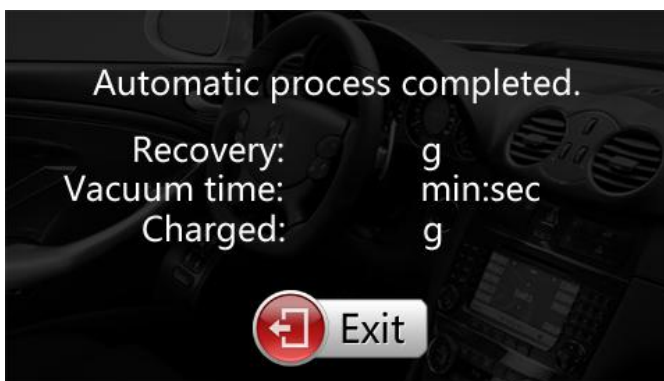 Automatic process completed.
Recovery: g
Vacuum time: min:sec
Charged: g
Exit